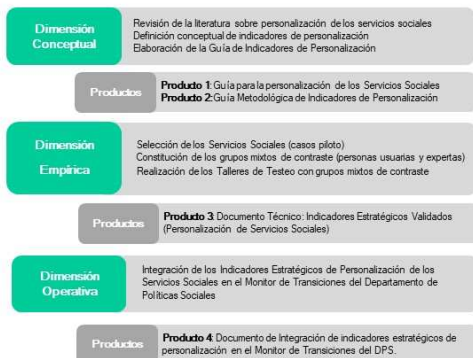 Dimensión
Conceptual
Revisión de la literatura sobre personalización de los servicios sociales
Definición conceptual de indicadores de personalización
Elaboración de la Guía de Indicadores de Personalización
Productos
Producto 1: Guía para la personalización de los Servicios Sociales
Producto 2: Guía Metodológica de Indicadores de Personalización
Dimensión
Empírica
Selección de los Servicios Sociales (casos piloto)
Constitución de los grupos mixtos de contraste (personas usuarias y expertas)
Realización de los Talleres de Testeo con grupos mixtos de contraste
Productos
Producto 3: Documento Técnico: Indicadores Estratégicos Validados
(Personalización de Servicios Sociales)
Dimensión
Operativa
Integración de los Indicadores Estratégicos de Personalización de los
Servicios Sociales en el Monitor de Transiciones del Departamento de
Políticas Sociales
Productos
Producto 4: Documento de Integración de indicadores estratégicos de
personalización en el Monitor de Transiciones del DPS.